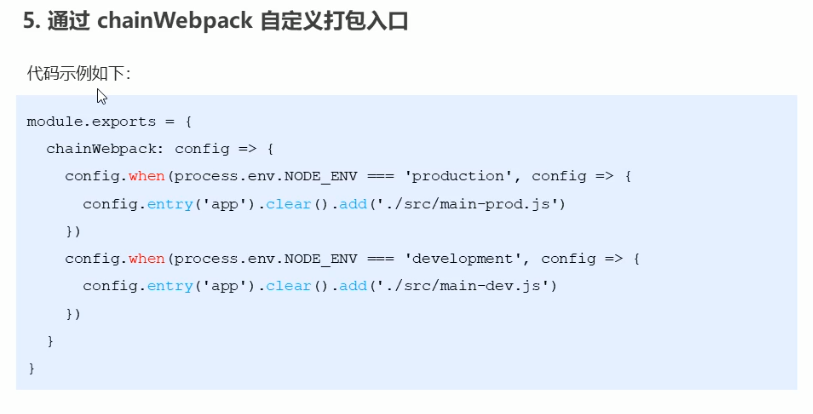 5. 通过 chainWebpack 自定义打包入口
代码示例如下：
module.exports = {
  chainWebpack: config => {
    config.when(process.env.NODE_ENV === 'production', config => {
      config.entry('app').clear().add('./src/main-prod.js')
    })
    config.when(process.env.NODE_ENV === 'development', config => {
      config.entry('app').clear().add('./src/main-dev.js')
    })
  }
}